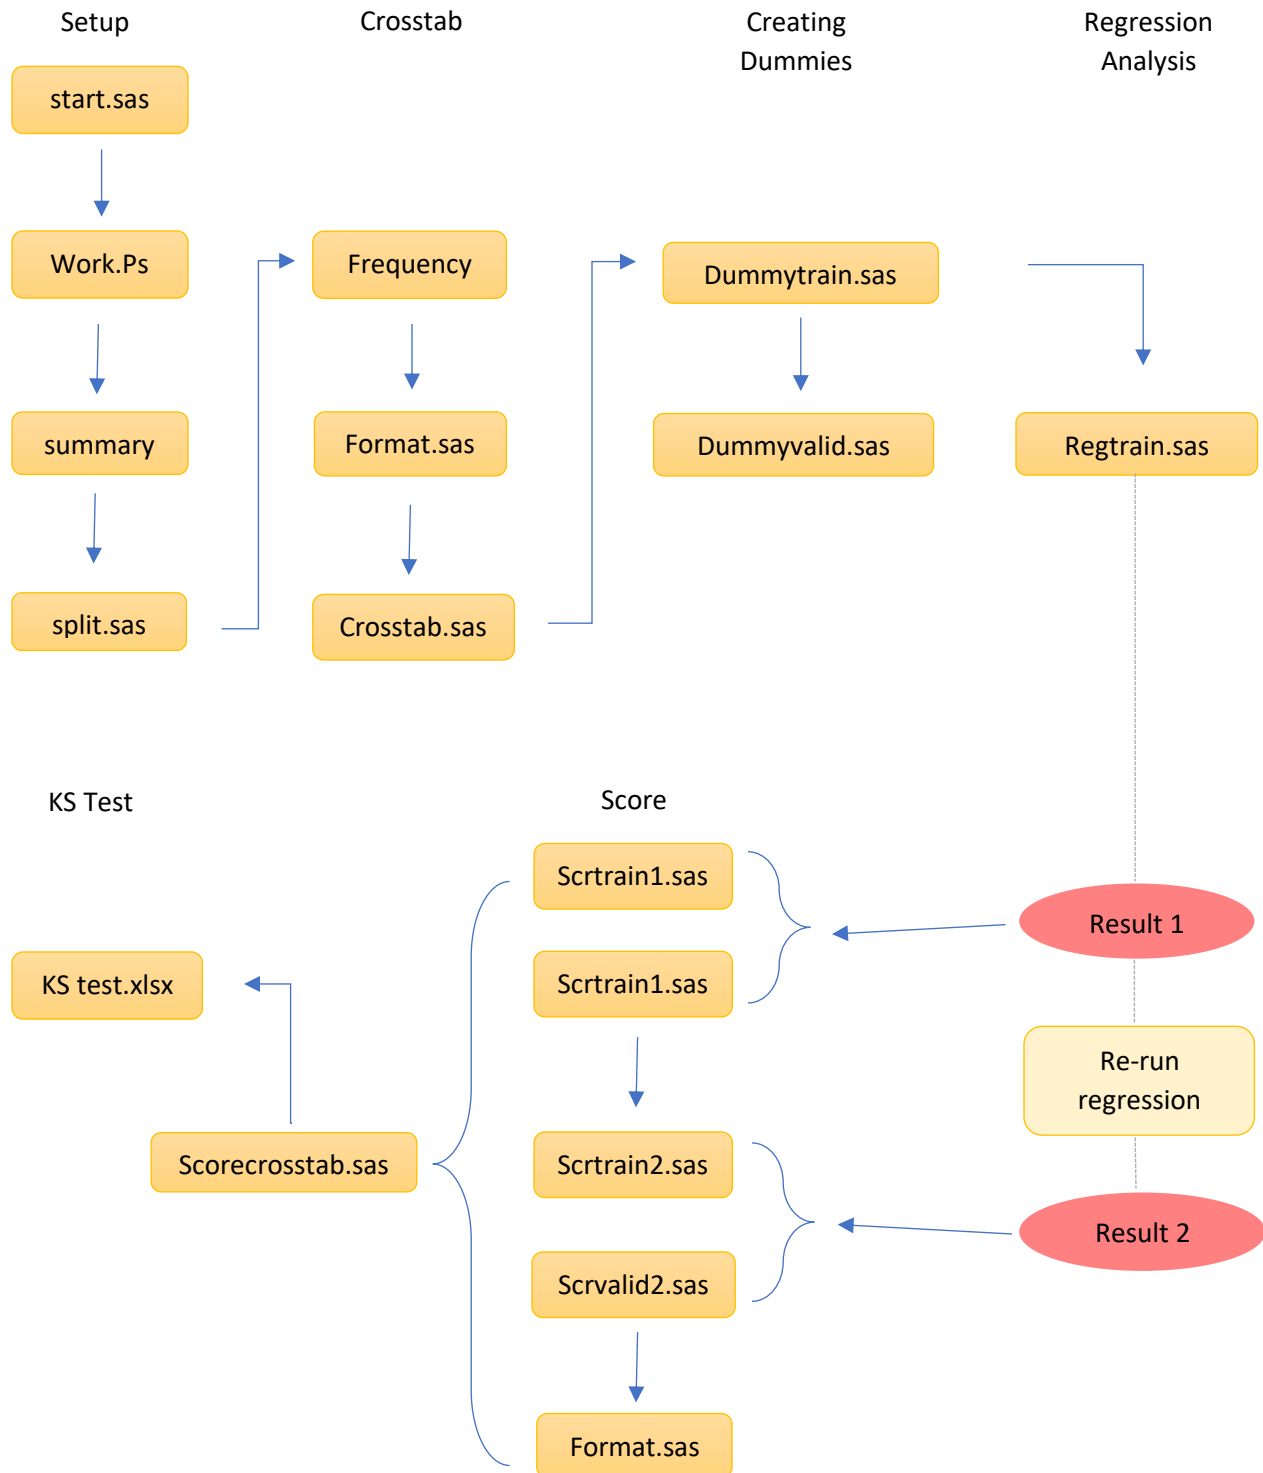 Setup
Crosstab
Creating
Dummies
Regression
Analysis
start.sas
Work.Ps
Frequency
Dummytrain.sas
summary
Format.sas
Dummyvalid.sas
Regtrain.sas
split.sas
Crosstab.sas
KS Test
Score
Scrtrain1.sas
Result 1
KS test.xlsx
Scrtrain1.sas
Re-run
regression
Scorecrosstab.sas
Scrtrain2.sas
Result 2
Scrvalid2.sas
Format.sas